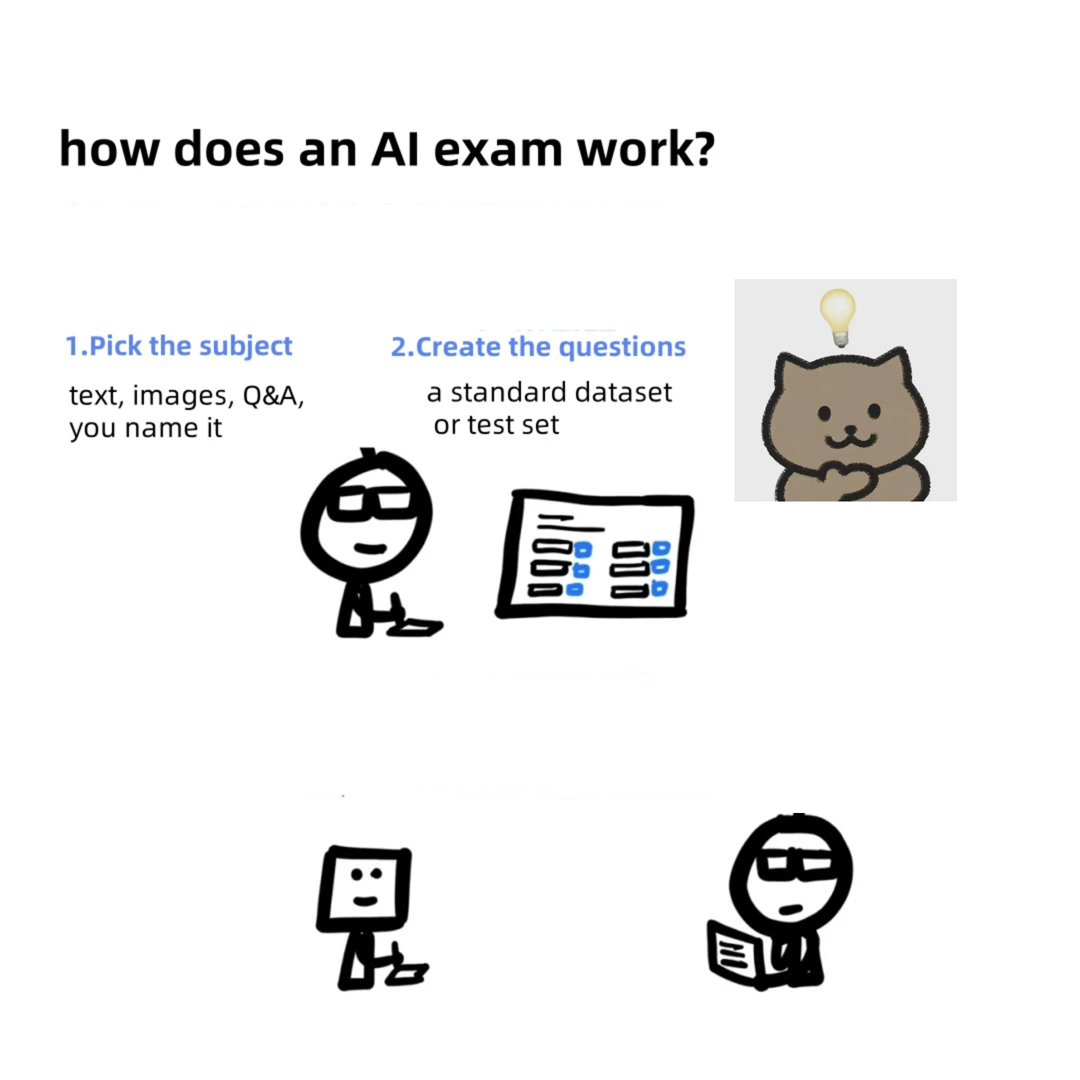 how does an AI exam work?
1.Pick the subject
text, images, Q&A,
you name it
2.Create the questions
a standard dataset
or test set